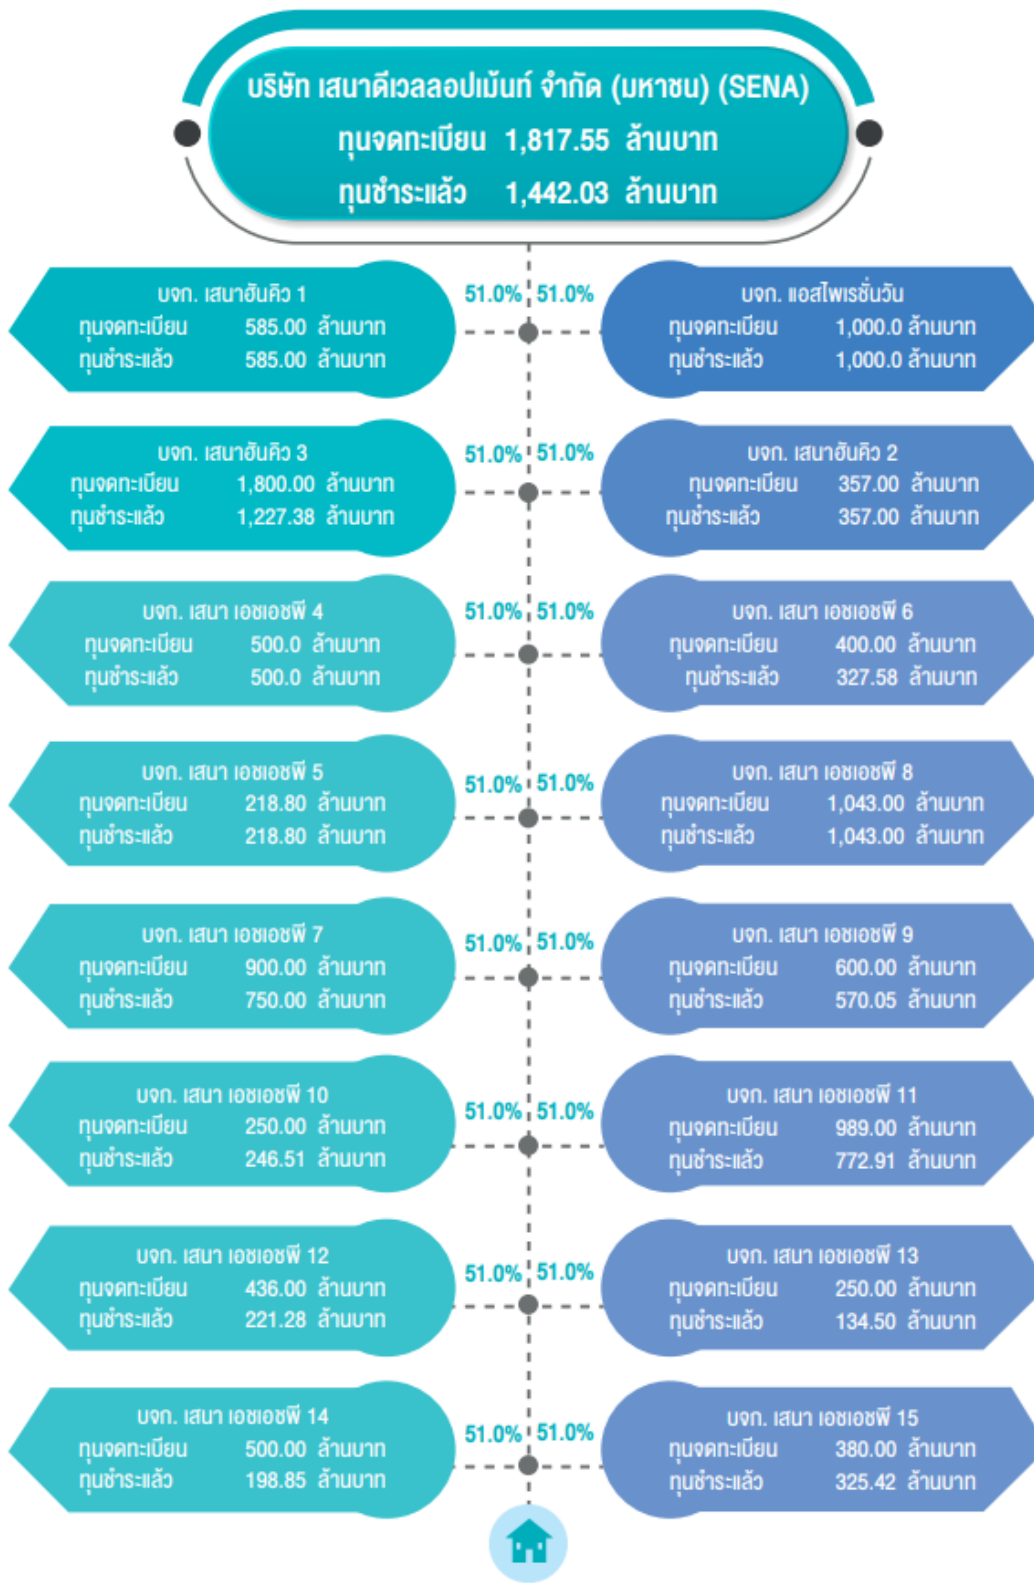 บริษัท เสนาดีเวลลอปเม้นท์ จำกัด (มหาชน) (SENA)
ทุนจดทะเบียน 1,817.55 ล้านบาท
ทุนชำระแล้ว 1,442.03 ล้านบาท
บจก. เสนาฮันคิว 1
ทุนจดทะเบียน 585.00 ล้านบาท
ทุนชำระแล้ว 585.00 ล้านบาท
51.0% 51.0%
บจก. แอสไพเรชั่นวัน
ทุนจดทะเบียน 1,000.0 ล้านบาท
ทุนชำระแล้ว 1,000.0 ล้านบาท
บจก. เสนาฮันคิว 3
ทุนจดทะเบียน 1,800.00 ล้านบาท
ทุนชำระแล้ว 1,227.38 ล้านบาท
51.0% 51.0%
บจก. เสนาฮันคิว 2
ทุนจดทะเบียน 357.00 ล้านบาท
ทุนชำระแล้ว 357.00 ล้านบาท
บจก. เสนา เอชเอชพี 4
ทุนจดทะเบียน 500.0 ล้านบาท
ทุนชำระแล้ว 500.0 ล้านบาท
51.0% 51.0%
บจก. เสนา เอชเอชพี 6
ทุนจดทะเบียน 400.00 ล้านบาท
ทุนชำระแล้ว 327.58 ล้านบาท
บจก. เสนา เอชเอชพี 5
ทุนจดทะเบียน 218.80 ล้านบาท
ทุนชำระแล้ว 218.80 ล้านบาท
51.0% 51.0%
บจก. เสนา เอชเอชพี 8
ทุนจดทะเบียน 1,043.00 ล้านบาท
ทุนชำระแล้ว 1,043.00 ล้านบาท
บจก. เสนา เอชเอชพี 7
ทุนจดทะเบียน 900.00 ล้านบาท
ทุนชำระแล้ว 750.00 ล้านบาท
51.0% 51.0%
บจก. เสนา เอชเอชพี 9
ทุนจดทะเบียน 600.00 ล้านบาท
ทุนชำระแล้ว 570.05 ล้านบาท
บจก. เสนา เอชเอชพี 10
ทุนจดทะเบียน 250.00 ล้านบาท
ทุนชำระแล้ว 246.51 ล้านบาท
51.0% 51.0%
บจก. เสนา เอชเอชพี 11
ทุนจดทะเบียน 989.00 ล้านบาท
ทุนชำระแล้ว 772.91 ล้านบาท
บจก. เสนา เอชเอชพี 12
ทุนจดทะเบียน 436.00 ล้านบาท
ทุนชำระแล้ว 221.28 ล้านบาท
51.0% 51.0%
บจก. เสนา เอชเอชพี 13
ทุนจดทะเบียน 250.00 ล้านบาท
ทุนชำระแล้ว 134.50 ล้านบาท
บจก. เสนา เอชเอชพี 14
ทุนจดทะเบียน 500.00 ล้านบาท
ทุนชำระแล้ว 198.85 ล้านบาท
51.0% 51.0%
บจก. เสนา เอชเอชพี 15
ทุนจดทะเบียน 380.00 ล้านบาท
ทุนชำระแล้ว 325.42 ล้านบาท